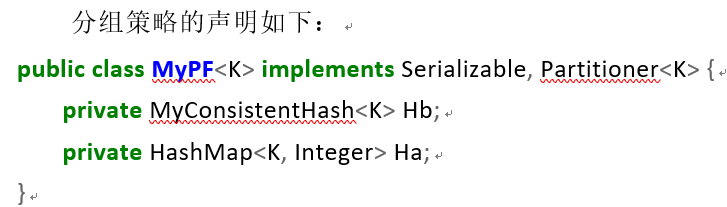 分组策略的声明如下：
public class MyPF<K> implements Serializable, Partitioner<K> {
private MyConsistentHash<K> Hb;
private HashMap<K, Integer> Ha;
}